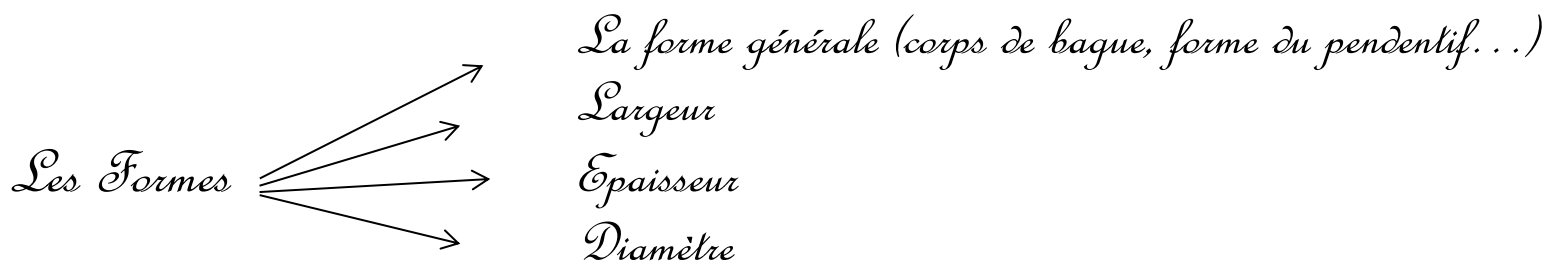 La forme générale (corps de bague, forme du pendentif...)
Largeur
Les Formes
Epaisseur
Diamètre